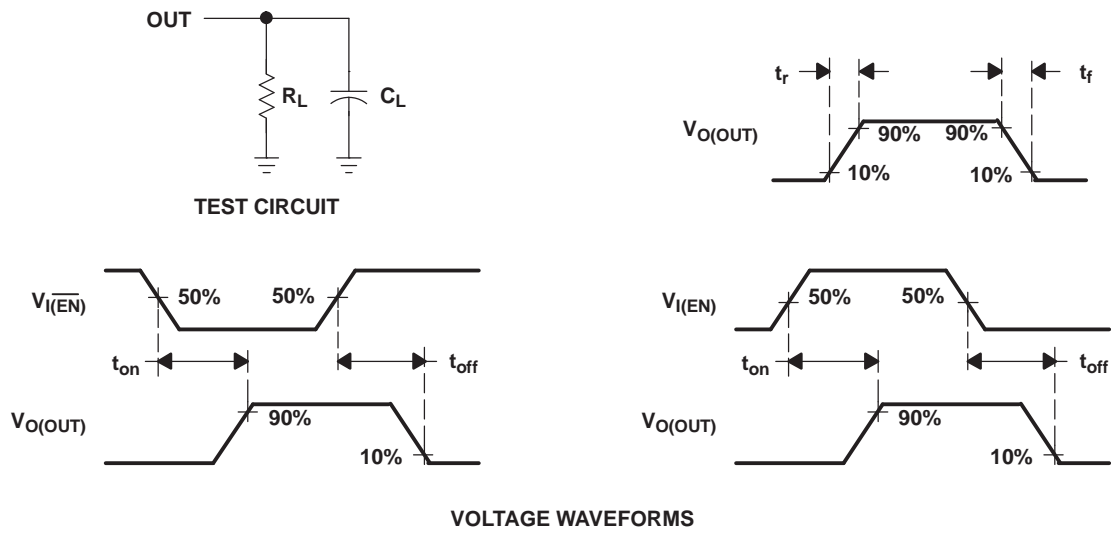 OUT
R_L
C_L
TEST CIRCUIT
t_r
t_f
V_O(OUT)
90% 90%
10% 10%
V_I(E̅N̅)
50% 50%
t_on
t_off
V_O(OUT)
90%
10%
V_I(EN)
50% 50%
t_on
t_off
V_O(OUT)
90%
10%
VOLTAGE WAVEFORMS